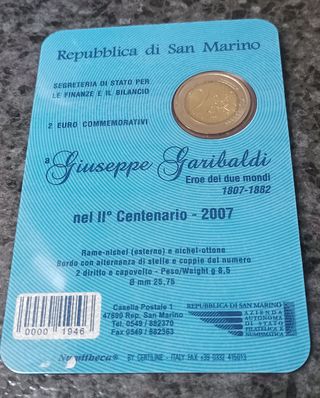 Repubblica di San Marino
SEGRETERIA DI STATO PER
LE FINANZE E IL BILANCIO
2 EURO COMMEMORATIVI
a Giuseppe Garibaldi
Eroe dei due mondi
1807-1882
nel II° Centenario - 2007
Rame-nichel (esterno) e nichel-ottone
Bordo con alternanza di stelle e coppie del numero
2 diritto e capovolto - Peso/Weight g 8,5
Ø mm 25,75
Casella Postale 1
47890 Rep. San Marino
Tel. 0549 / 882370
Fax 0549 / 882363
REPUBBLICA DI SAN MARINO
AZIENDA
AUTONOMA
DI STATO
FILATELICA E
NUMISMATICA
0000 1946
Numitheca® BY CERTILINE - ITALY FAX +39 0332 415013